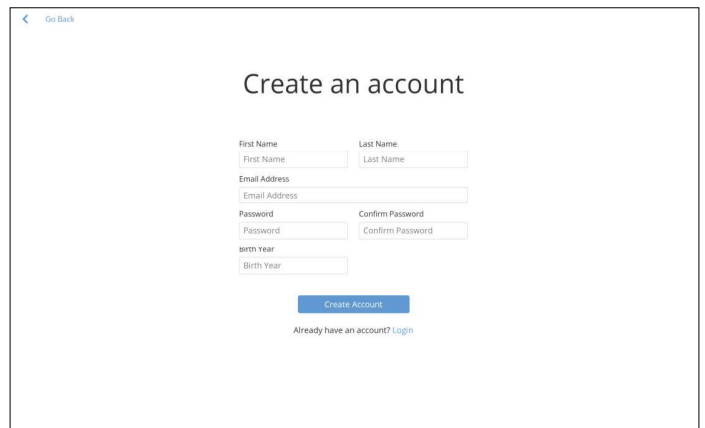 Go Back
Create an account
First Name Last Name
First Name Last Name
Email Address
Email Address
Password Confirm Password
Password Confirm Password
Birth Year
Birth Year
Create Account
Already have an account? Login